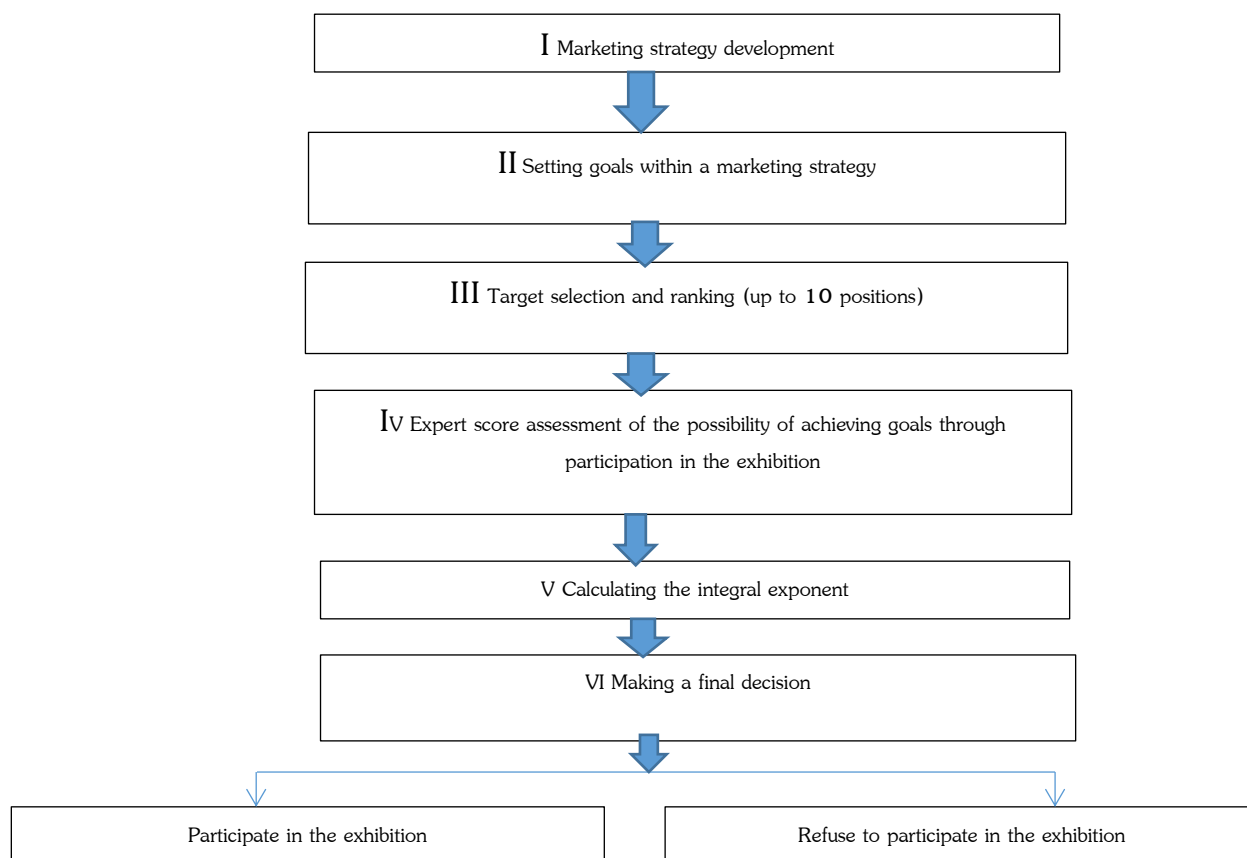 I Marketing strategy development
II Setting goals within a marketing strategy
III Target selection and ranking (up to 10 positions)
IV Expert score assessment of the possibility of achieving goals through
participation in the exhibition
V Calculating the integral exponent
VI Making a final decision
Participate in the exhibition
Refuse to participate in the exhibition